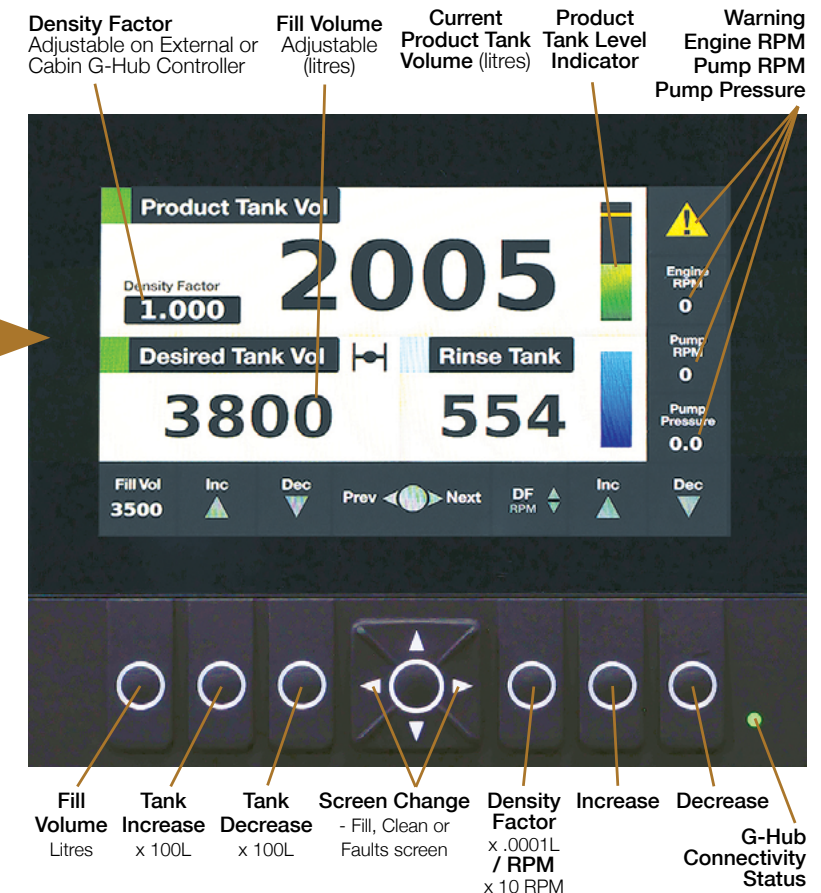 Density Factor
Adjustable on External or
Cabin G-Hub Controller
Fill Volume
Adjustable
(litres)
Current
Product Tank
Volume (litres)
Product
Tank Level
Indicator
Warning
Engine RPM
Pump RPM
Pump Pressure
Product Tank Vol
2005
Density Factor
1.000
Desired Tank Vol
3800
Rinse Tank
554
Engine
RPM
0
Pump
RPM
0
Pump
Pressure
0.0
Fill Vol
3500
Inc
Dec
Prev
Next
DF
RPM
Inc
Dec
Fill
Volume
Litres
Tank
Increase
x 100L
Tank
Decrease
x 100L
Screen Change
- Fill, Clean or
Faults screen
Density
Factor
x .0001L
/ RPM
x 10 RPM
Increase
Decrease
G-Hub
Connectivity
Status